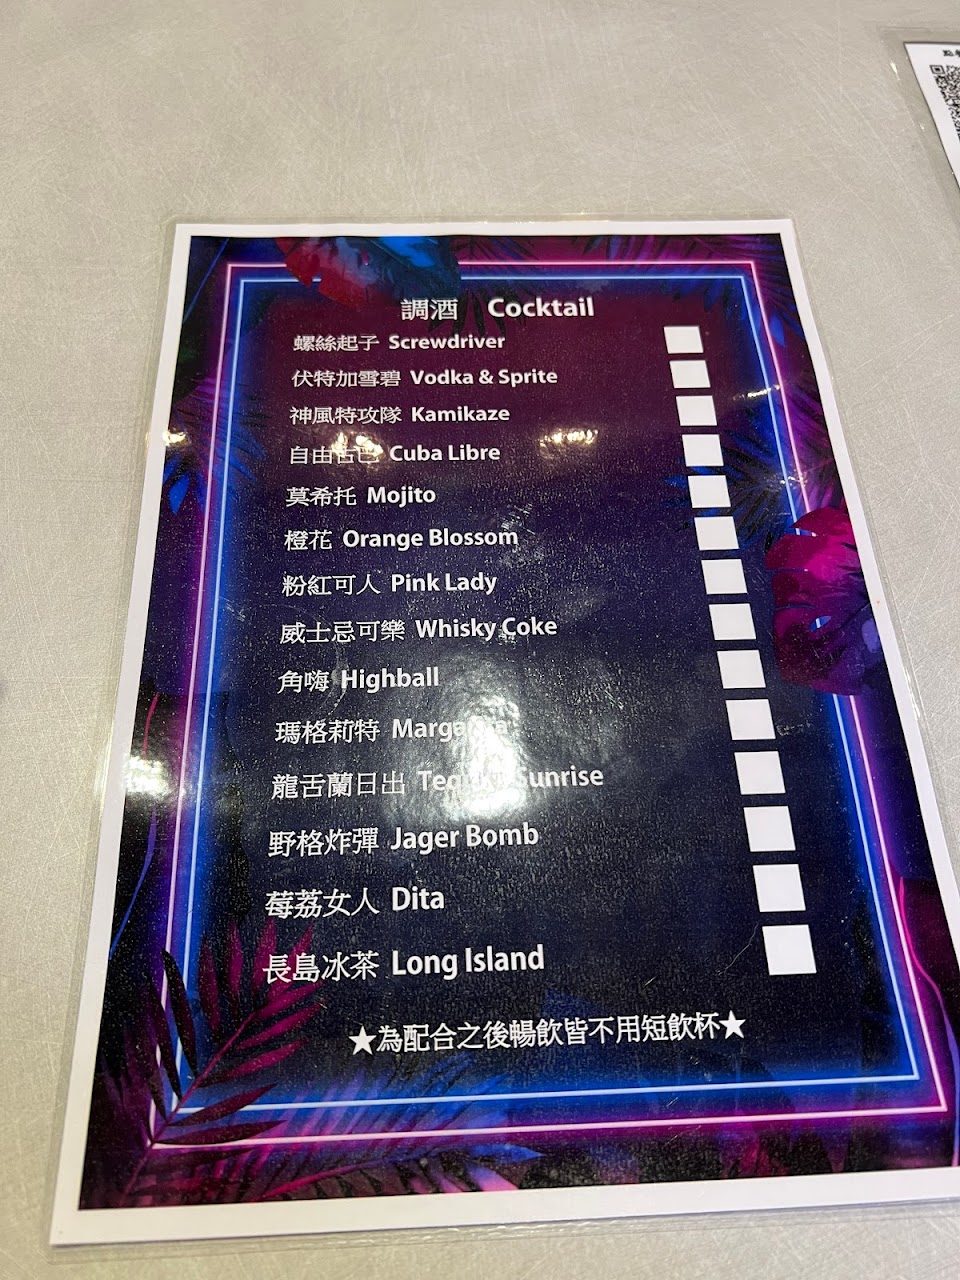 調酒 Cocktail
螺絲起子 Screwdriver
伏特加雪碧 Vodka & Sprite
神風特攻隊 Kamikaze
自由古巴 Cuba Libre
莫希托 Mojito
橙花 Orange Blossom
粉紅可人 Pink Lady
威士忌可樂 Whisky Coke
角嗨 Highball
瑪格莉特 Margarita
龍舌蘭日出 Tequila Sunrise
野格炸彈 Jager Bomb
莓荔女人 Dita
長島冰茶 Long Island
★為配合之後暢飲皆不用短飲杯★